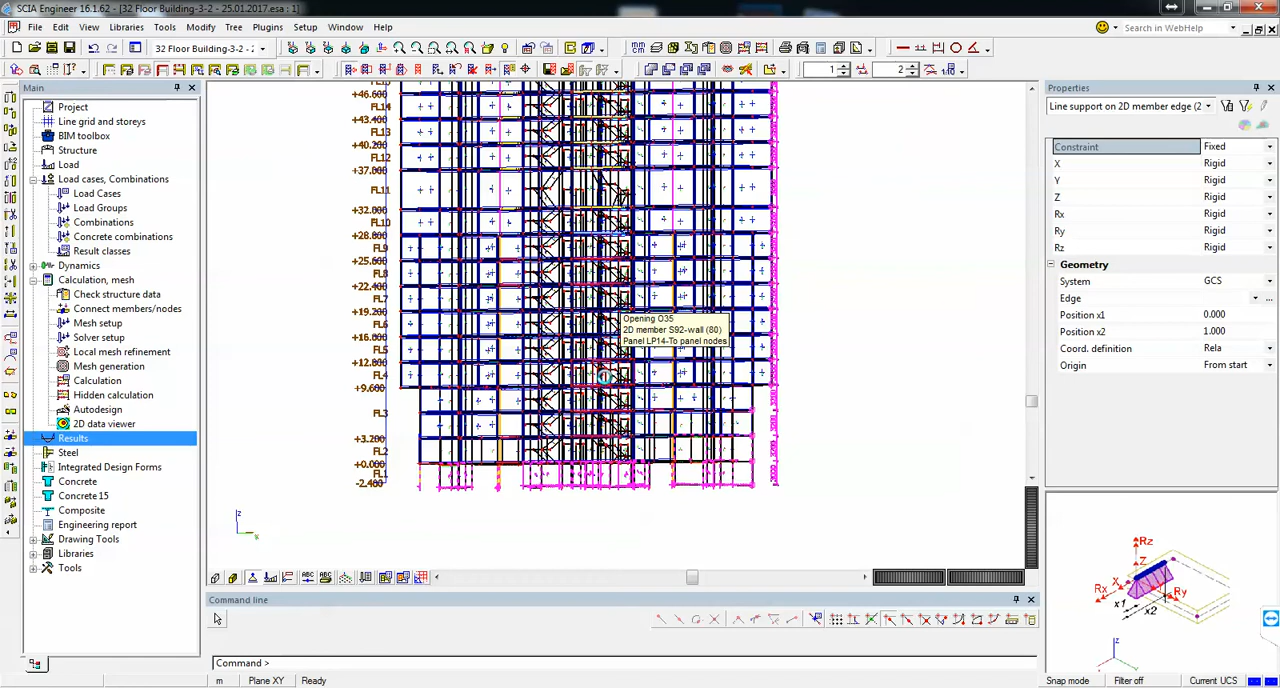 SCIA Engineer 16.1.62 - [32 Floor Building-3-2 - 25.01.2017.esa : 1]
File Edit View Libraries Tools Modify Plugins Setup Window Help
Search in WebHelp
32 Floor Building-3-2 -
1
2
Main
Project
Line grid and storeys
BIM toolbox
Structure
Load
Load cases, Combinations
Load Cases
Load Groups
Combinations
Concrete combinations
Result classes
Dynamics
Calculation, mesh
Check structure data
Connect members/nodes
Mesh setup
Solver setup
Local mesh refinement
Mesh generation
Calculation
Hidden calculation
Autodesign
2D data viewer
Results
Steel
Integrated Design Forms
Concrete
Concrete 15
Composite
Engineering report
Drawing Tools
Libraries
Tools
+46.600
FL14
+43.400
FL13
+40.200
FL12
+37.000
FL11
+32.000
FL10
+28.800
FL9
+25.600
FL8
+22.400
FL7
+19.200
FL6
+16.000
FL5
+12.800
FL4
+9.600
FL3
+3.200
FL2
+0.000
FL1
-2.400
Opening O35
2D member S92-wall (80)
Panel LP14-To panel nodes
z
x
Command line
Command >
Properties
Line support on 2D member edge (2
Constraint Fixed
X Rigid
Y Rigid
Z Rigid
Rx Rigid
Ry Rigid
Rz Rigid
Geometry
System GCS
Edge
Position x1 0.000
Position x2 1.000
Coord. definition Rela
Origin From start
Rz
Z
X
Rx
Ry
x1
x2
z
m Plane XY Ready Snap mode Filter off Current UCS